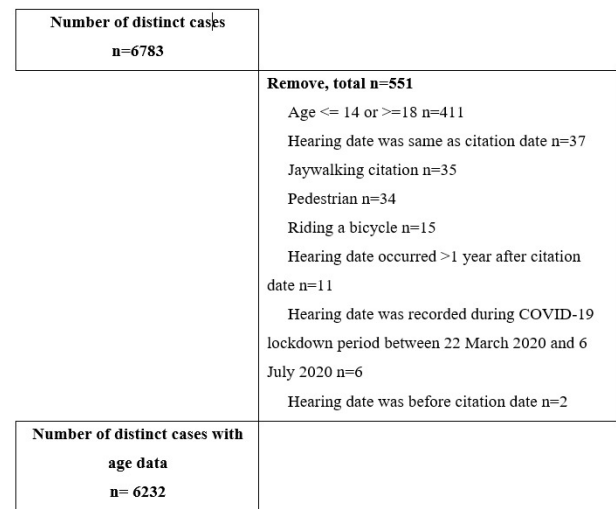 Number of distinct cases
n=6783
Remove, total n=551
Age <= 14 or >=18 n=411
Hearing date was same as citation date n=37
Jaywalking citation n=35
Pedestrian n=34
Riding a bicycle n=15
Hearing date occurred >1 year after citation
date n=11
Hearing date was recorded during COVID-19
lockdown period between 22 March 2020 and 6
July 2020 n=6
Hearing date was before citation date n=2
Number of distinct cases with
age data
n= 6232